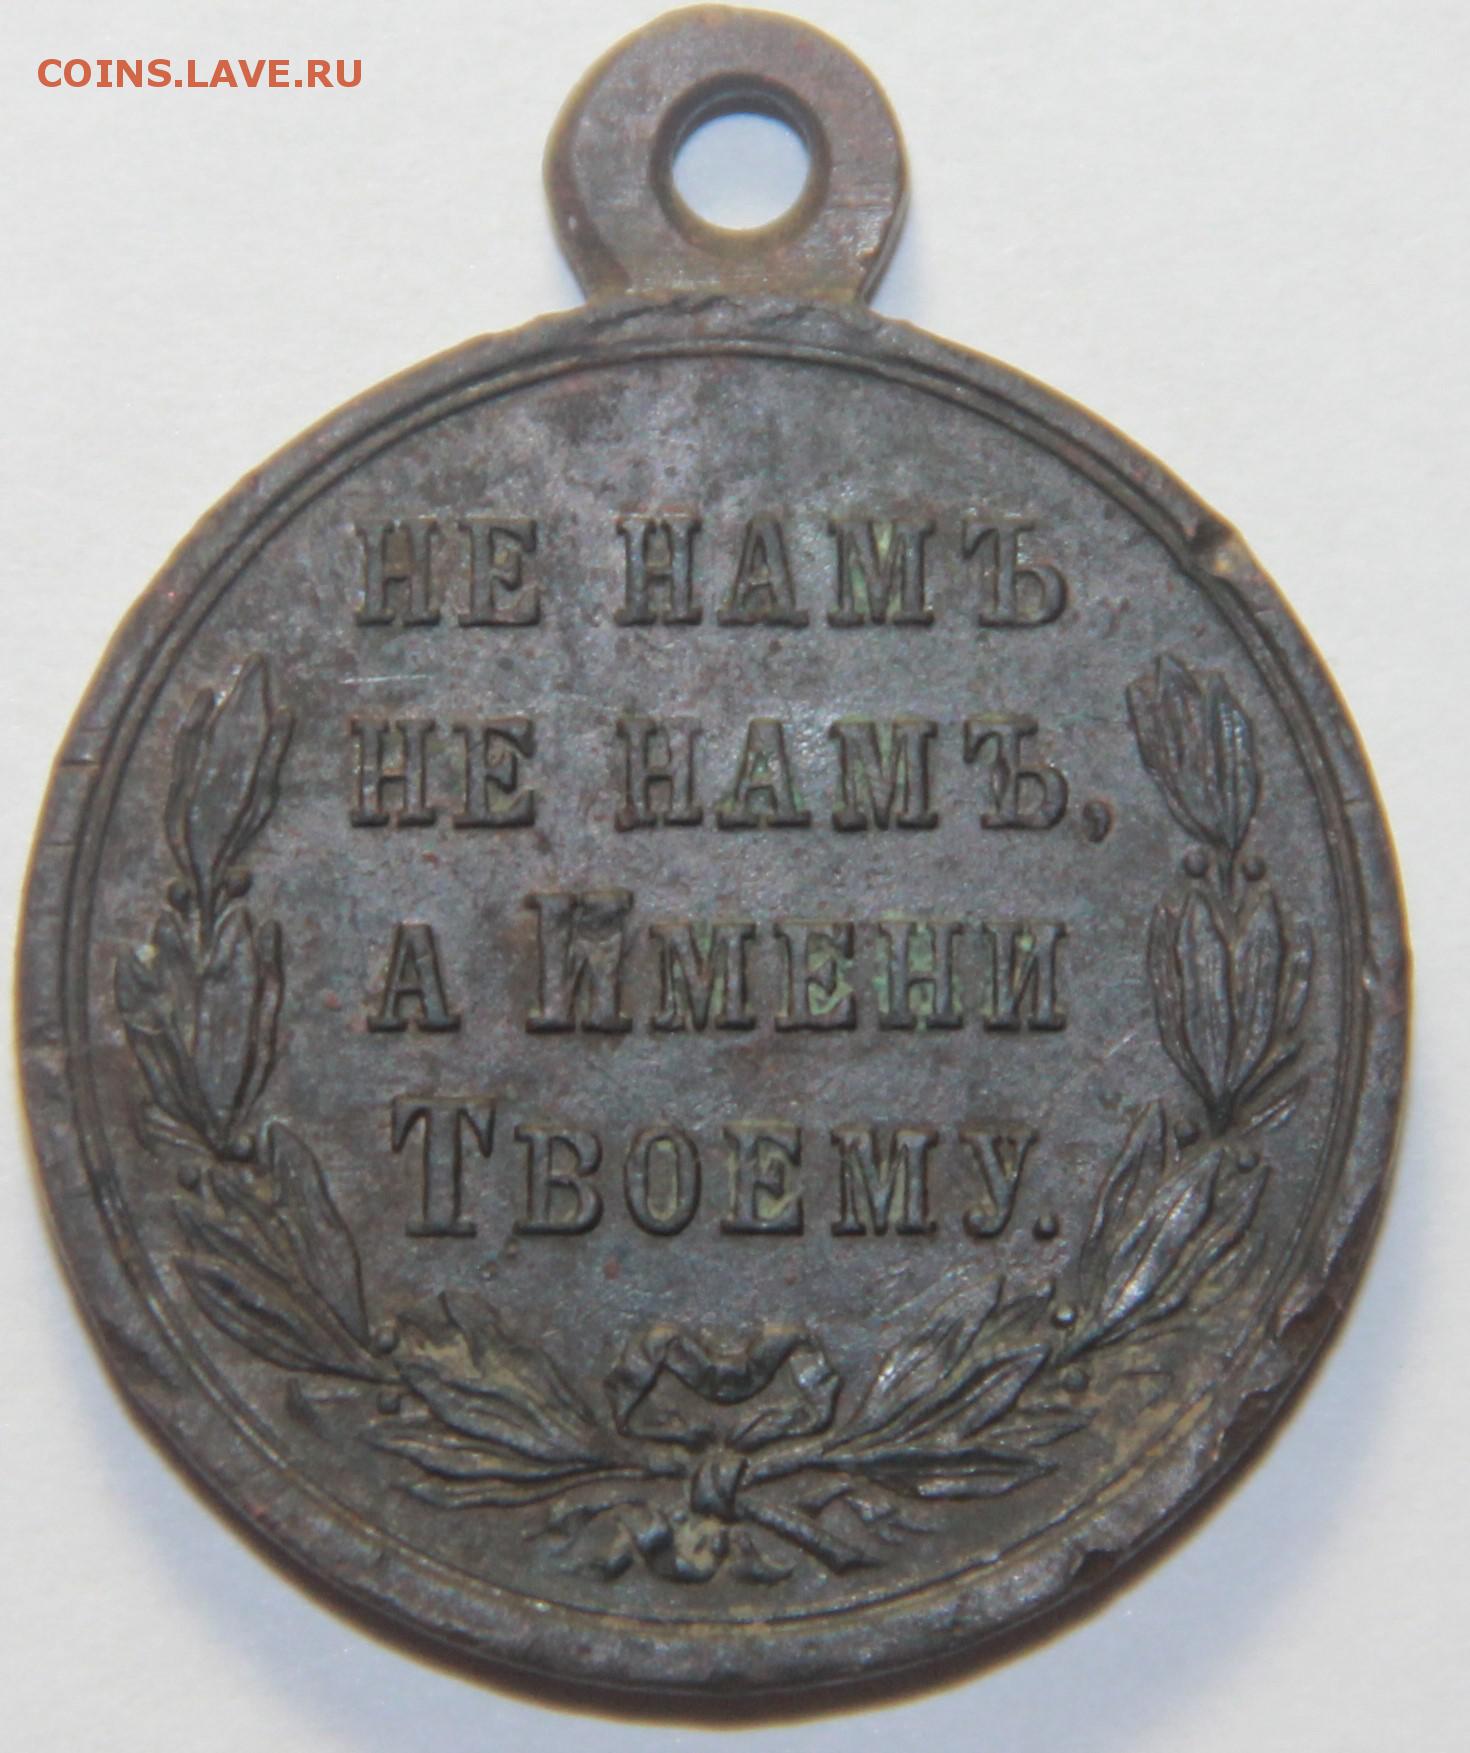 COINS.LAVE.RU
НЕ НАМЪ
НЕ НАМЪ,
А ИМЕНИ
ТВОЕМУ.